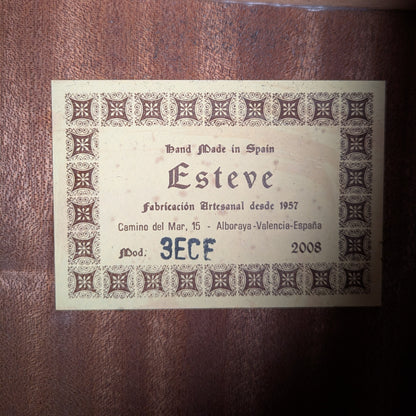 Hand Made in Spain
Esteve
Fabricación Artesanal desde 1957
Camino del Mar, 15 - Alboraya-Valencia-España
Mod. 3ECF 2008